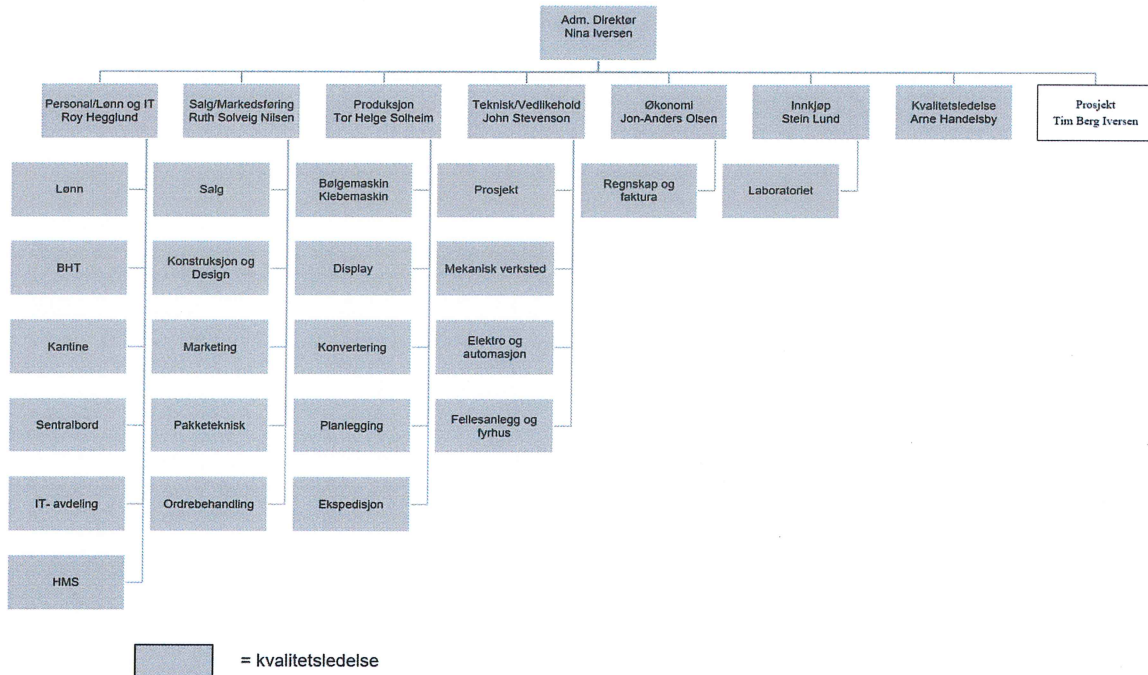 Adm. Direktør
Nina Iversen
Personal/Lønn og IT
Roy Hegglund
Salg/Markedsføring
Ruth Solveig Nilsen
Produksjon
Tor Helge Solheim
Teknisk/Vedlikehold
John Stevenson
Økonomi
Jon-Anders Olsen
Innkjøp
Stein Lund
Kvalitetsledelse
Arne Handelsby
Prosjekt
Tim Berg Iversen
Lønn
Salg
Bølgemaskin
Klebemaskin
Prosjekt
Regnskap og
faktura
Laboratoriet
BHT
Konstruksjon og
Design
Display
Mekanisk verksted
Kantine
Marketing
Konvertering
Elektro og
automasjon
Sentralbord
Pakketeknisk
Planlegging
Fellesanlegg og
fyrhus
IT- avdeling
Ordrebehandling
Ekspedisjon
HMS
= kvalitetsledelse